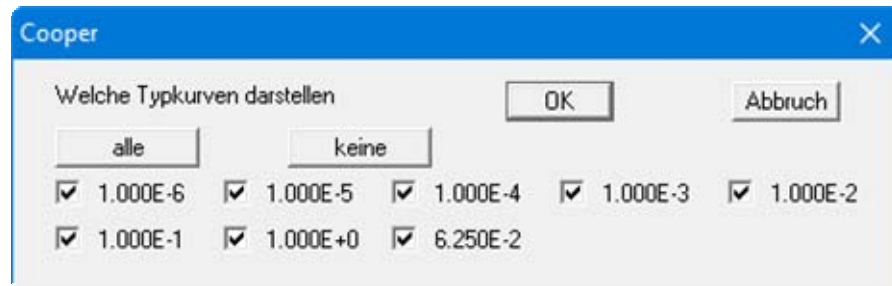 Cooper
Welche Typkurven darstellen OK Abbruch
alle keine
1.000E-6 1.000E-5 1.000E-4 1.000E-3 1.000E-2
1.000E-1 1.000E+0 6.250E-2